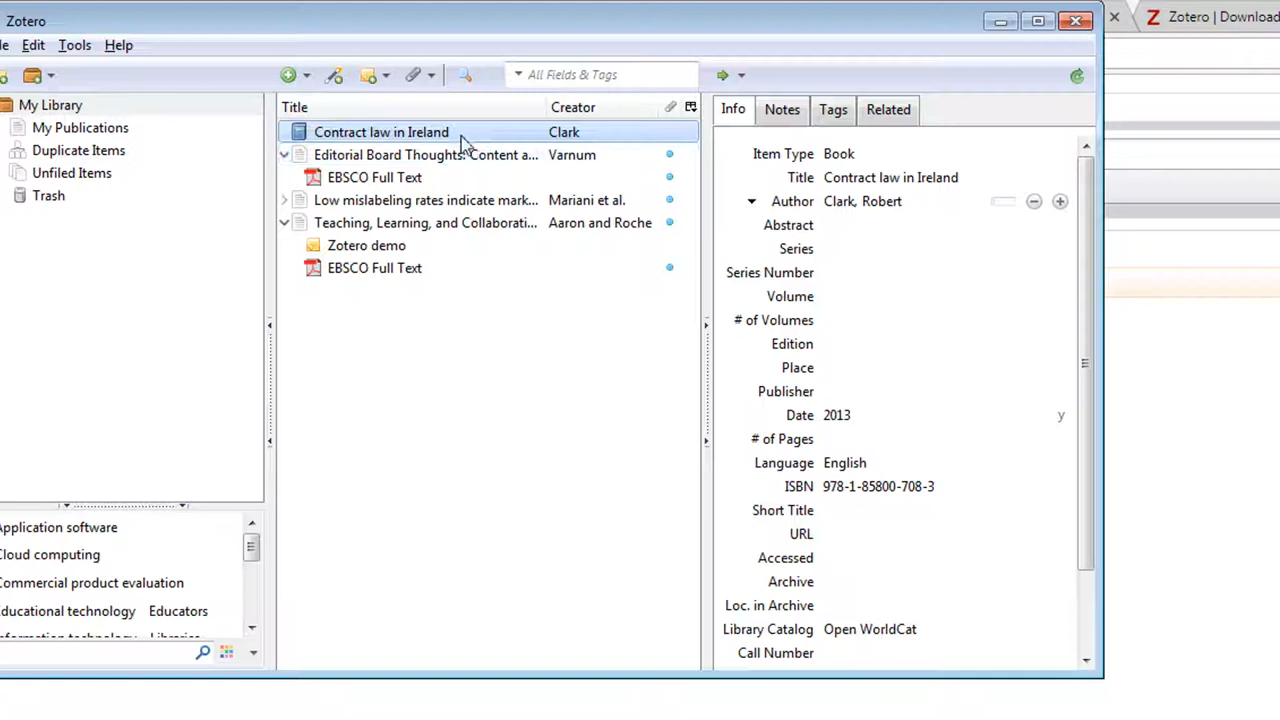 Zotero
Zotero | Download
Edit Tools Help
All Fields & Tags
My Library
My Publications
Duplicate Items
Unfiled Items
Trash
Title Creator
Contract law in Ireland Clark
Editorial Board Thoughts: Content a... Varnum
EBSCO Full Text
Low mislabeling rates indicate mark... Mariani et al.
Teaching, Learning, and Collaborati... Aaron and Roche
Zotero demo
EBSCO Full Text
Info Notes Tags Related
Item Type Book
Title Contract law in Ireland
Author Clark, Robert
Abstract
Series
Series Number
Volume
# of Volumes
Edition
Place
Publisher
Date 2013 y
# of Pages
Language English
ISBN 978-1-85800-708-3
Short Title
URL
Accessed
Archive
Loc. in Archive
Library Catalog Open WorldCat
Call Number
Application software
Cloud computing
Commercial product evaluation
Educational technology Educators
Information technology Libraries